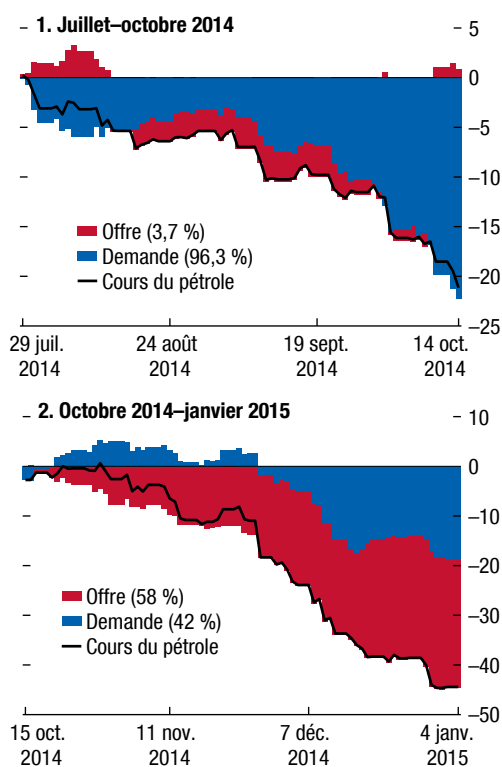 1. Juillet–octobre 2014
5
0
–5
–10
–15
–20
–25
Offre (3,7 %)
Demande (96,3 %)
Cours du pétrole
29 juil. 24 août 19 sept. 14 oct.
2014 2014 2014 2014
2. Octobre 2014–janvier 2015
10
0
–10
–20
–30
–40
–50
Offre (58 %)
Demande (42 %)
Cours du pétrole
15 oct. 11 nov. 7 déc. 4 janv.
2014 2014 2014 2015